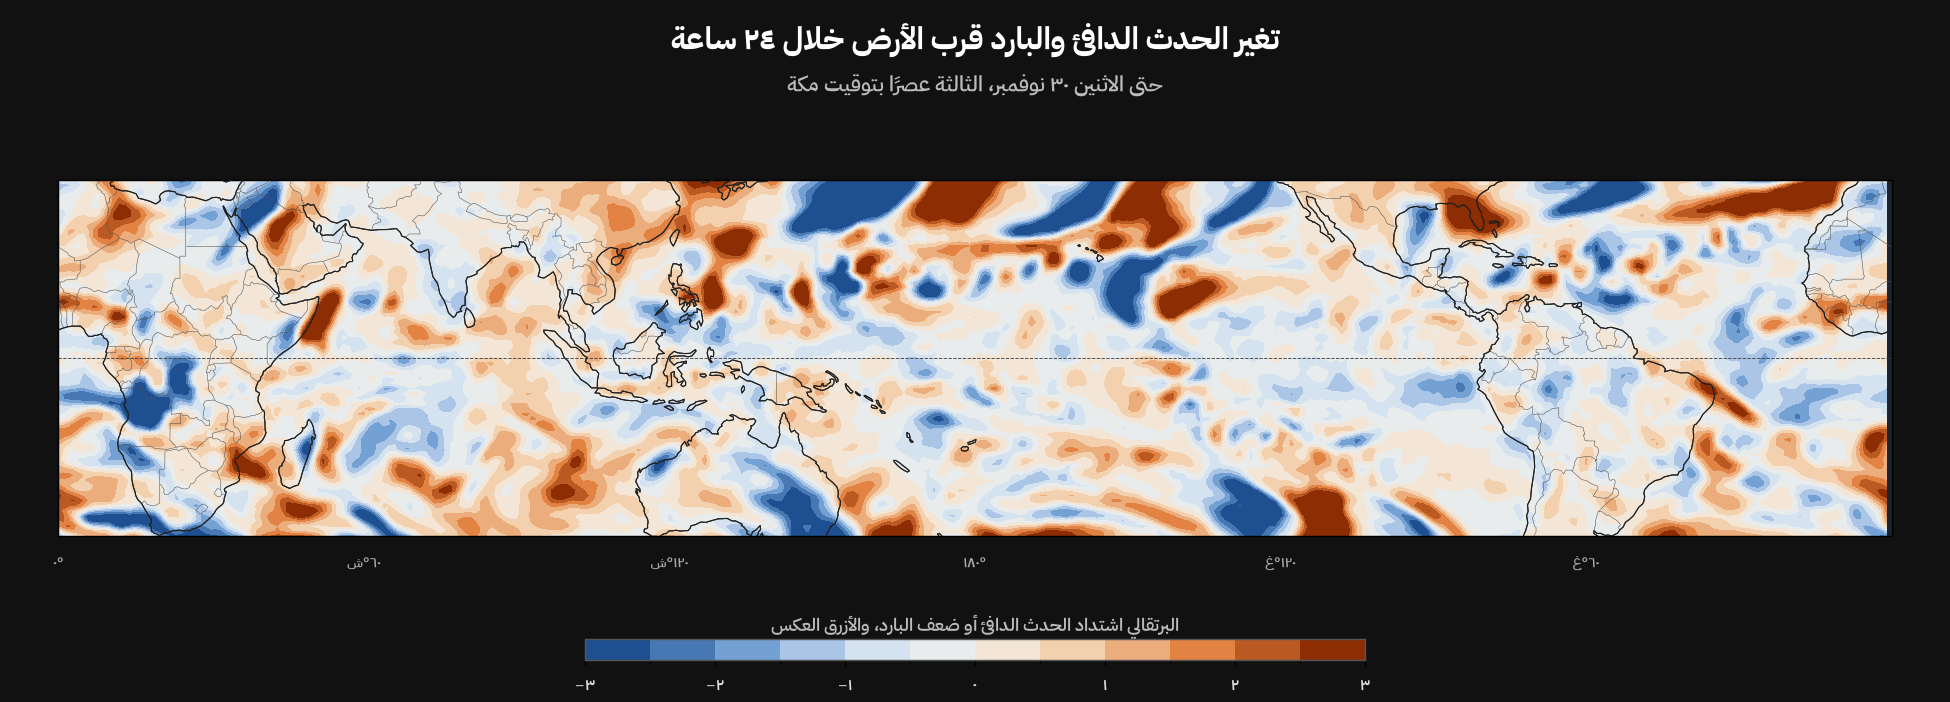 تغير الحدث الدافئ والبارد قرب الأرض خلال ٢٤ ساعة
حتى الاثنين ٣٠ نوفمبر، الثالثة عصرًا بتوقيت مكة
٠° ٦٠°ش ١٢٠°ش ١٨٠° ١٢٠°غ ٦٠°غ
البرتقالي اشتداد الحدث الدافئ أو ضعف البارد، والأزرق العكس
−٣ −٢ −١ ٠ ١ ٢ ٣